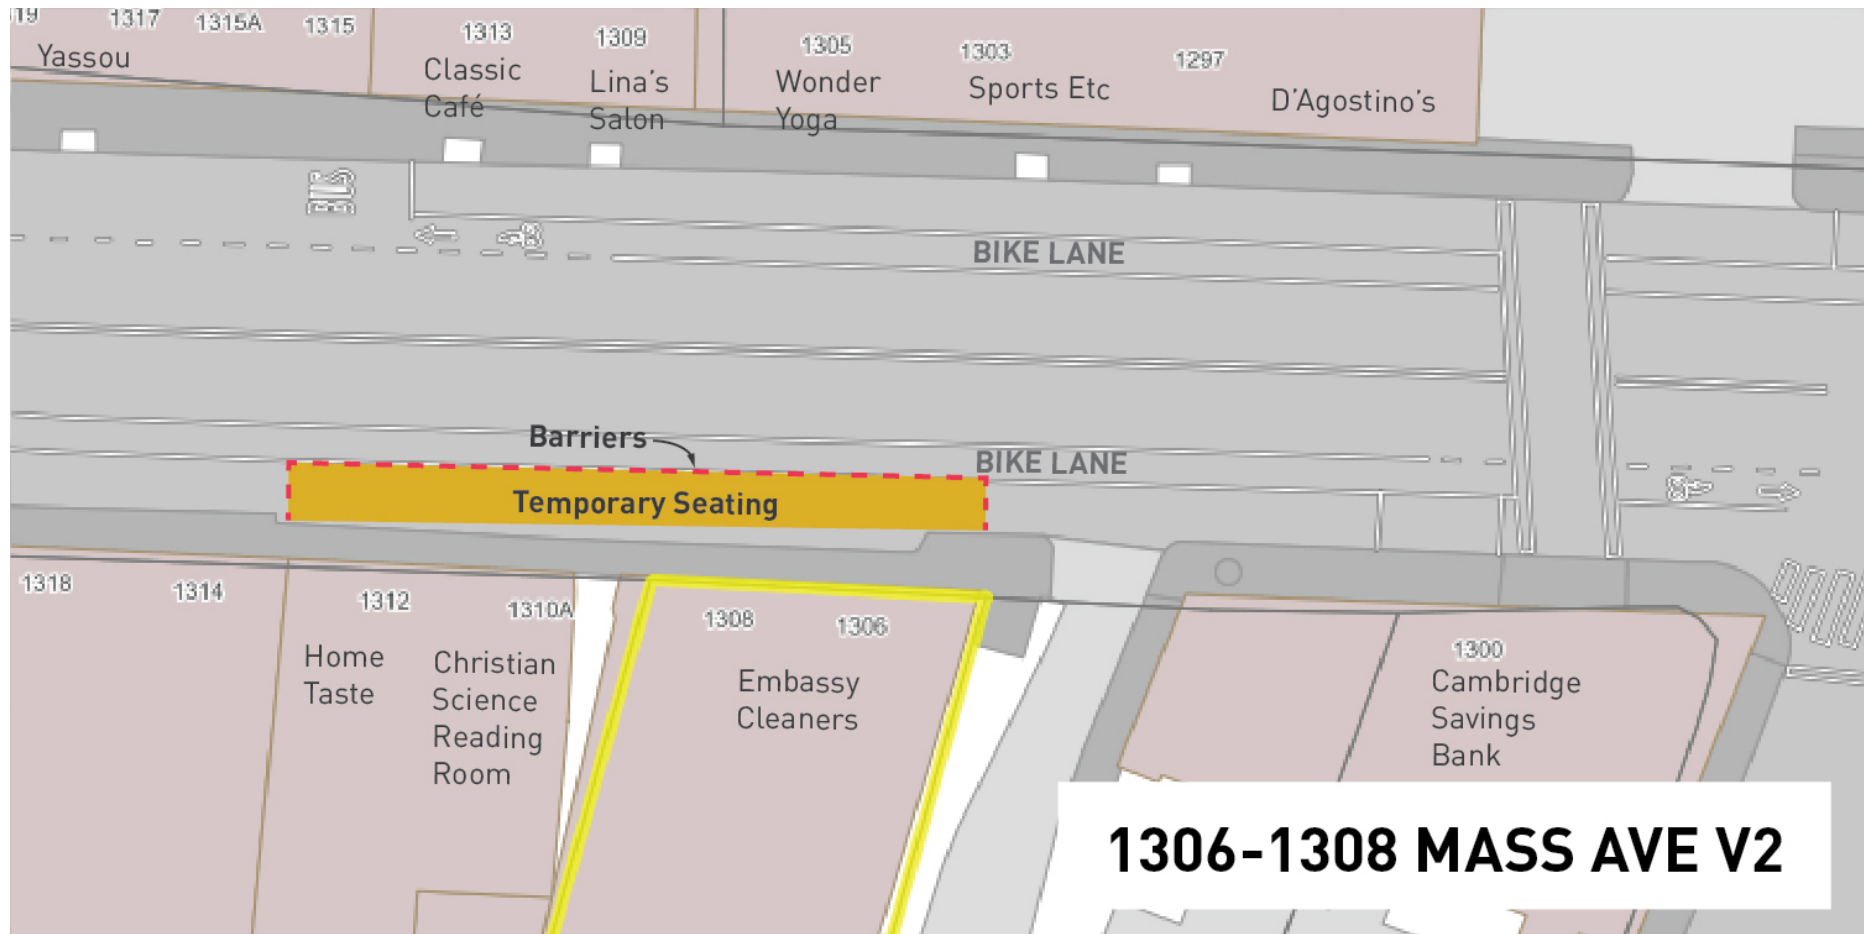 19
1317
1315A
1315
1313
1309
1305
1303
1297
Yassou
Classic
Café
Lina's
Salon
Wonder
Yoga
Sports Etc
D'Agostino's
BUS
BIKE LANE
Barriers
BIKE LANE
Temporary Seating
1318
1314
1312
1310A
1308
1306
1300
Home
Taste
Christian
Science
Reading
Room
Embassy
Cleaners
Cambridge
Savings
Bank
1306-1308 MASS AVE V2